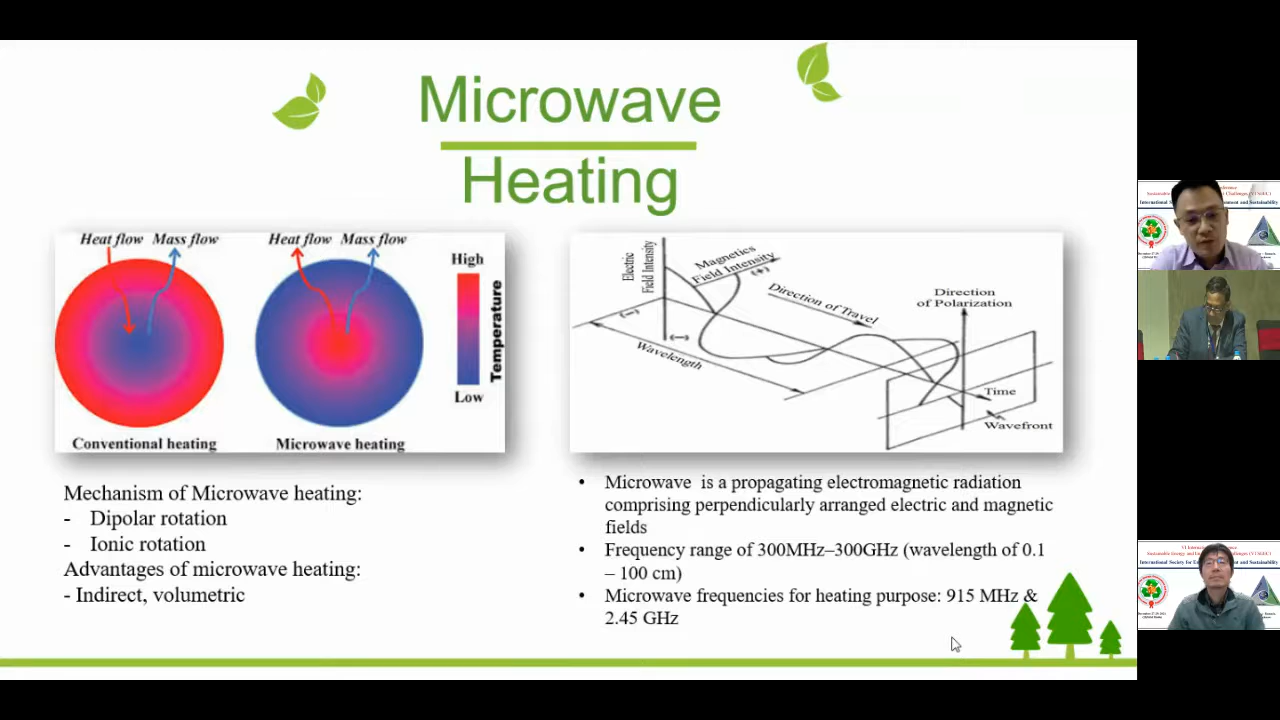 Microwave
Heating
Heat flow Mass flow
Heat flow Mass flow
High
Temperature
Low
Conventional heating
Microwave heating
Electric
Field Intensity
Magnetics
Field Intensity
(+)
Direction of Travel
(-)
Wavelength
Direction
of Polarization
Time
Wavefront
Mechanism of Microwave heating:
- Dipolar rotation
- Ionic rotation
Advantages of microwave heating:
- Indirect, volumetric
• Microwave is a propagating electromagnetic radiation
comprising perpendicularly arranged electric and magnetic
fields
• Frequency range of 300MHz–300GHz (wavelength of 0.1
– 100 cm)
• Microwave frequencies for heating purpose: 915 MHz &
2.45 GHz